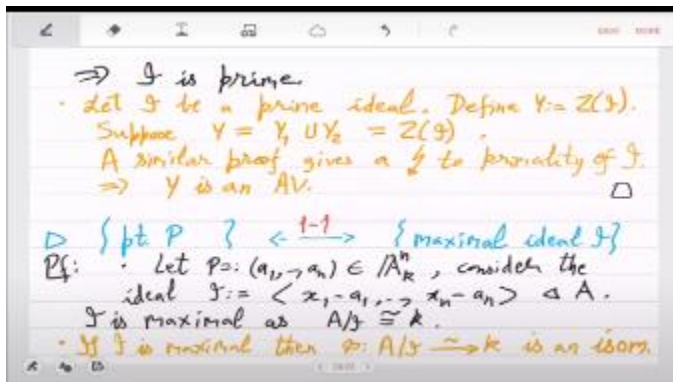 ⇒ I is prime.
· Let I be a prime ideal. Define Y := Z(I).
Suppose Y = Y₁ ∪ Y₂ = Z(I).
A similar proof gives a ↯ to primality of I.
⇒ Y is an AV. □
▷ {pt. P } ←1-1→ {maximal ideal I}
Pf: · Let P =: (a₁,..,aₙ) ∈ 𝔸ⁿₖ, consider the
ideal I := <x₁-a₁,..., xₙ-aₙ> ◁ A.
I is maximal as A/I ≅ k.
· If I is maximal then φ: A/I ⥲ k is an isom.